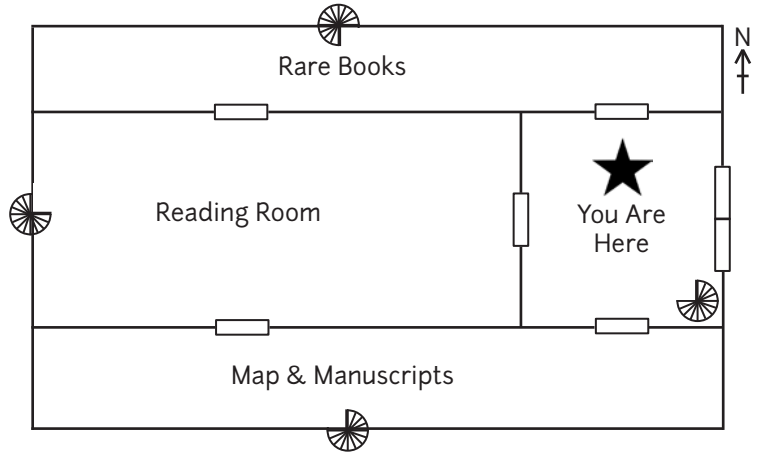 N
Rare Books
Reading Room
You Are
Here
Map & Manuscripts